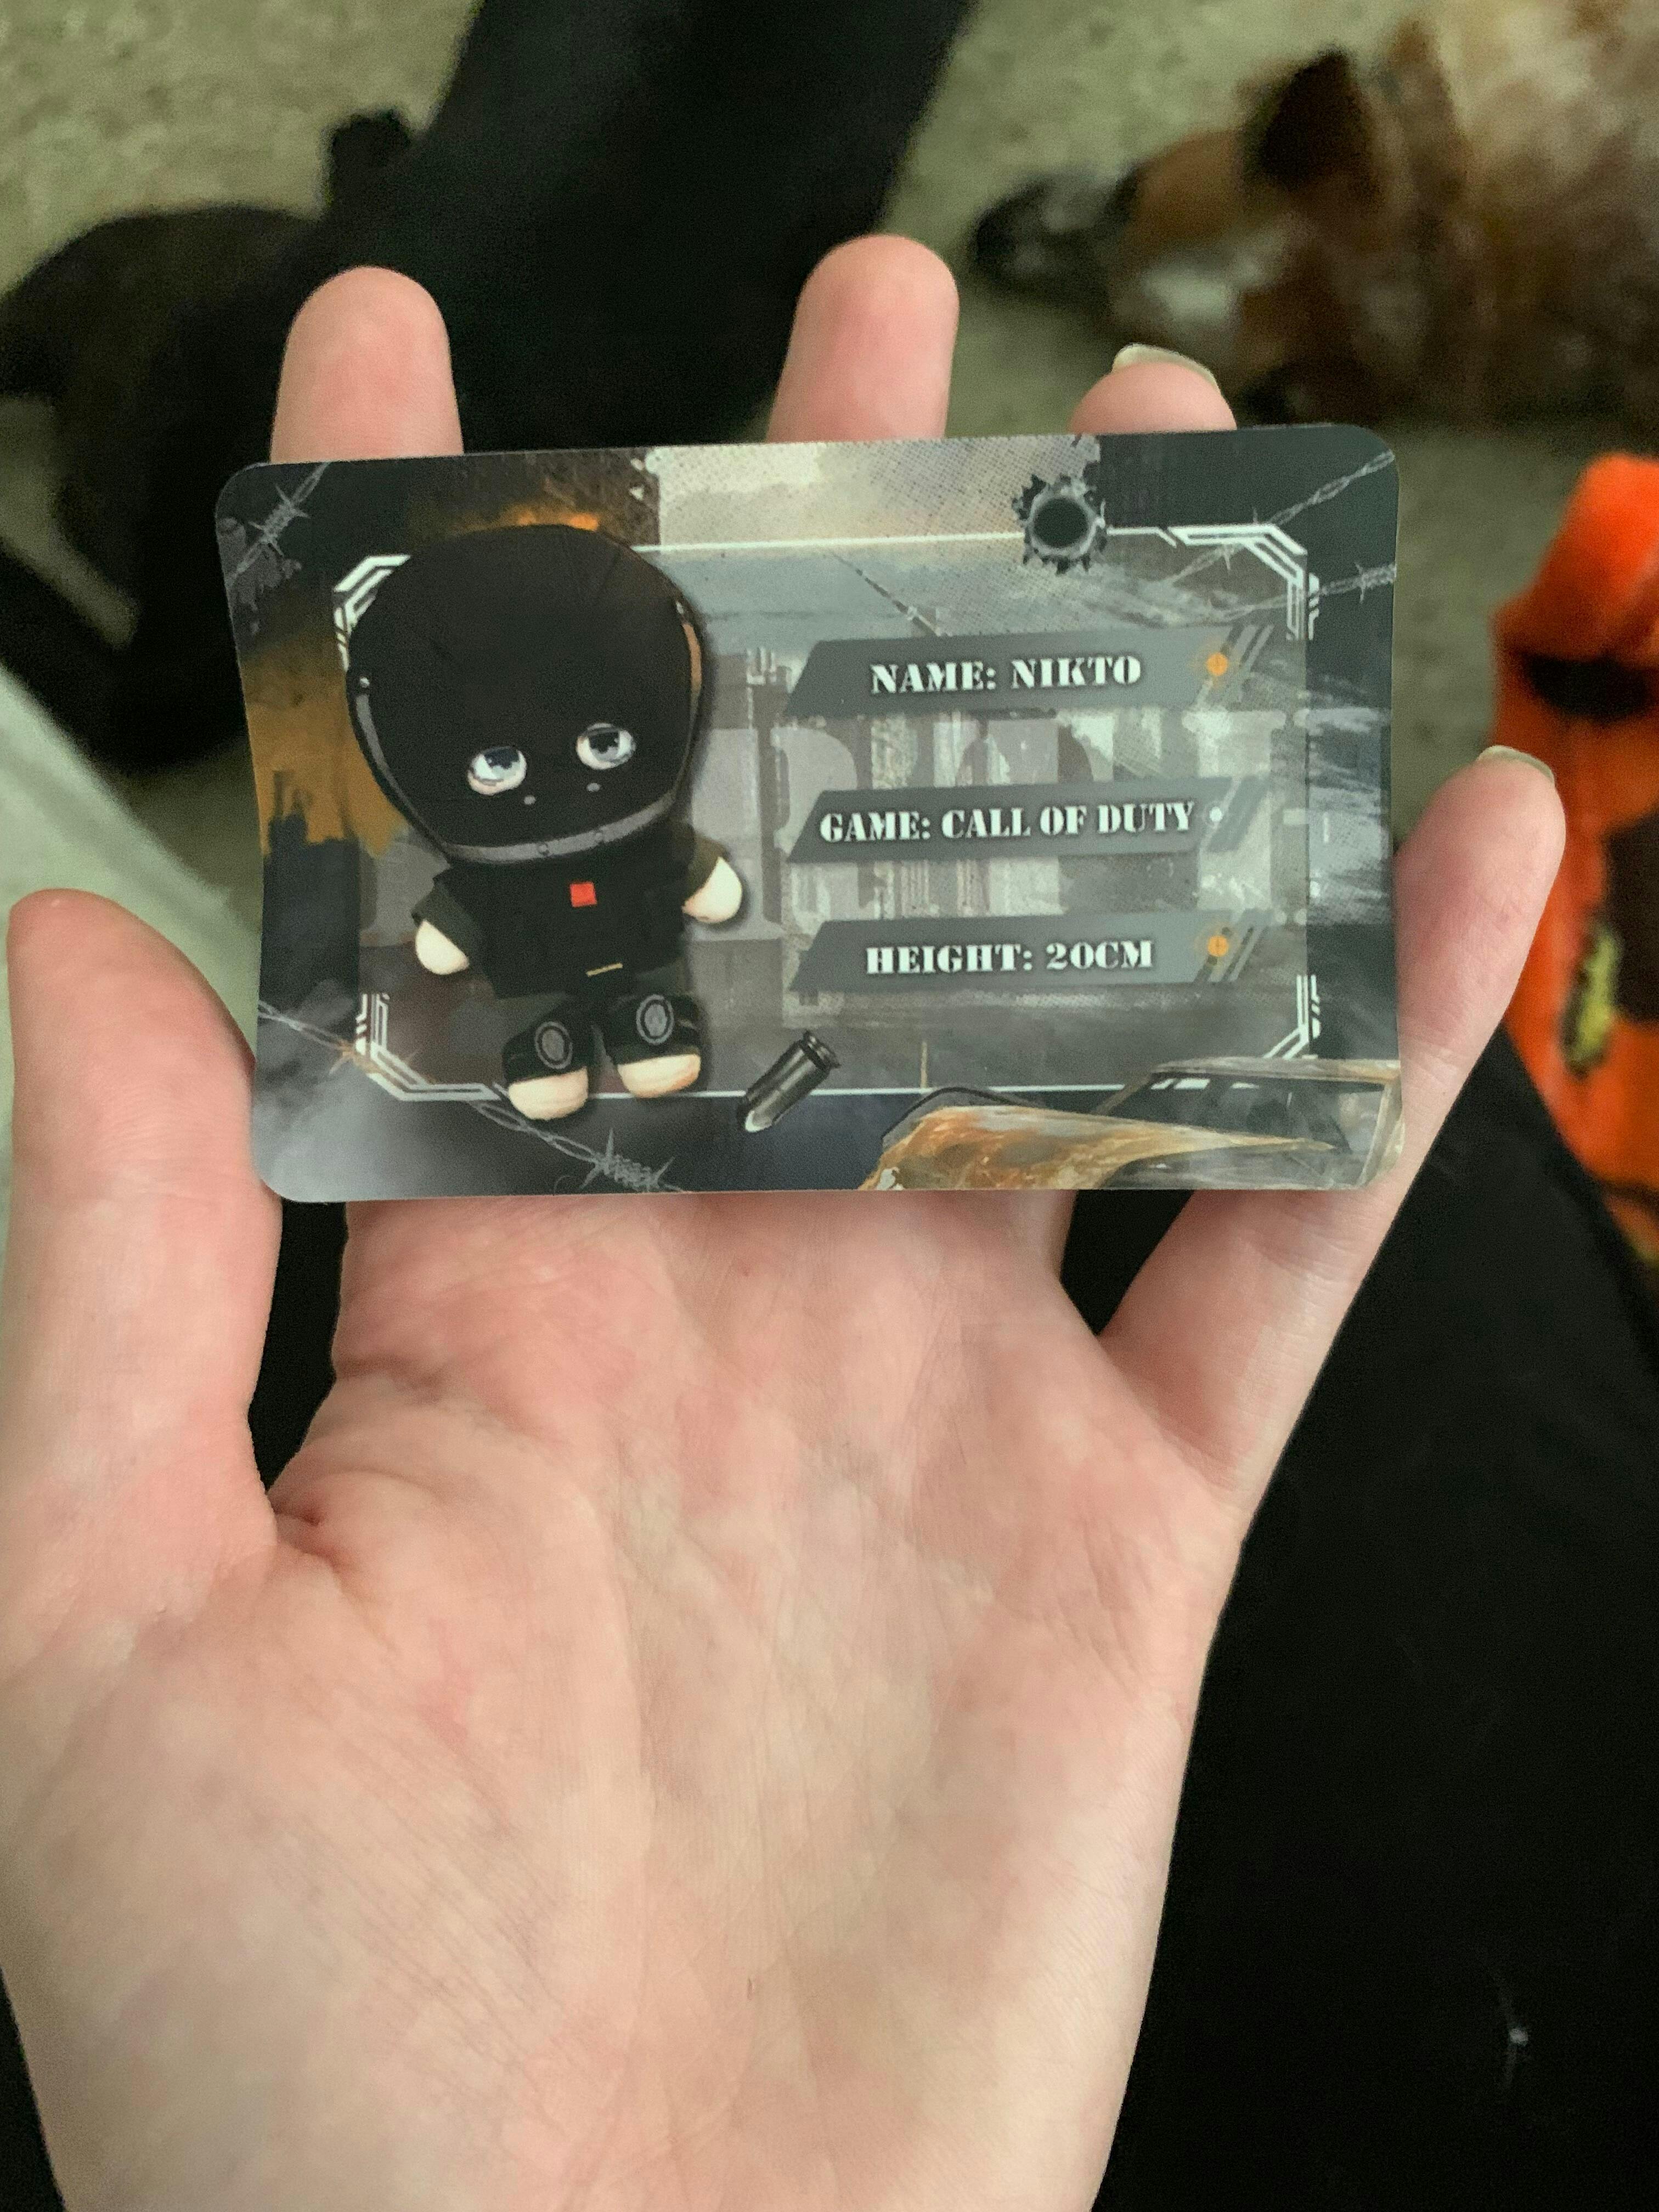 NAME: NIKTO
GAME: CALL OF DUTY
HEIGHT: 20CM